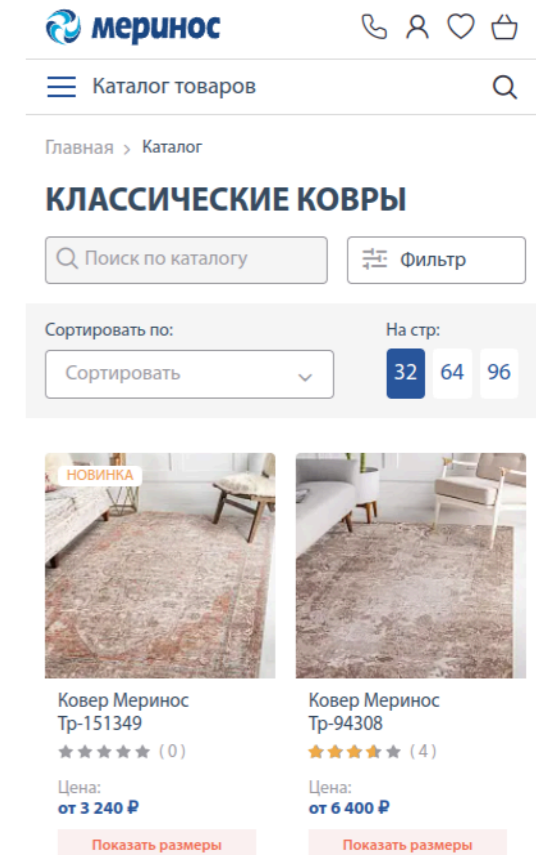 меринос
Каталог товаров
Главная > Каталог
КЛАССИЧЕСКИЕ КОВРЫ
Поиск по каталогу
Фильтр
Сортировать по:
На стр:
Сортировать
32 64 96
НОВИНКА
Ковер Меринос
Тр-151349
(0)
Цена:
от 3 240 ₽
Показать размеры
Ковер Меринос
Тр-94308
(4)
Цена:
от 6 400 ₽
Показать размеры